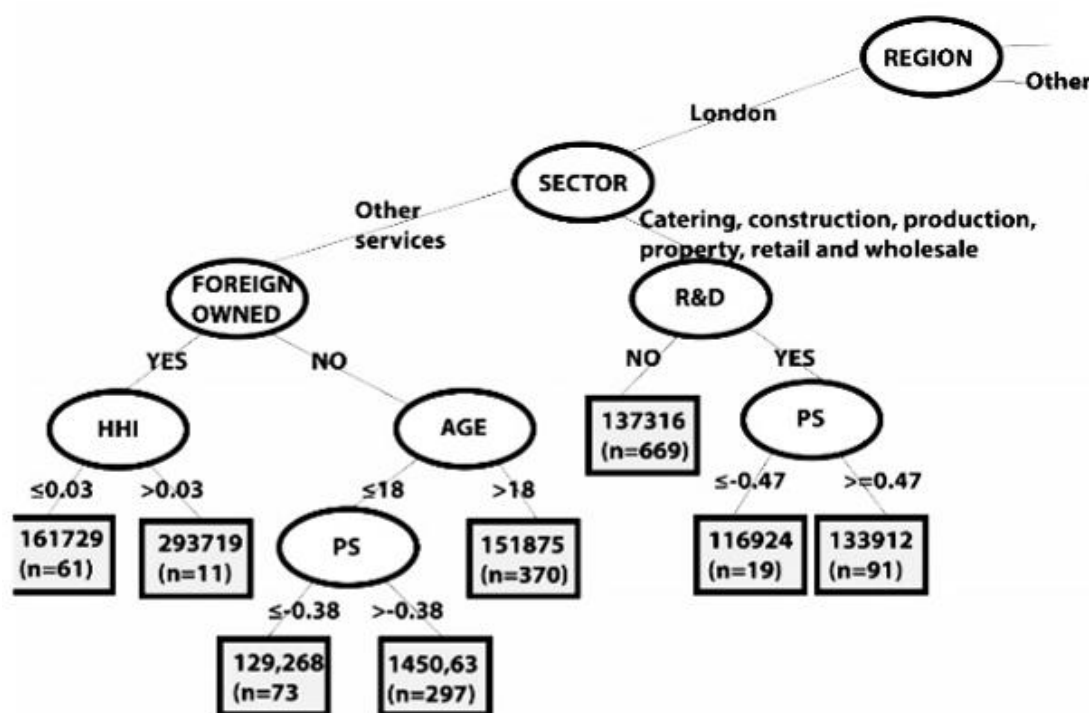 REGION
Other
London
SECTOR
Other
services
Catering, construction, production,
property, retail and wholesale
FOREIGN
OWNED
R&D
YES
NO
NO
YES
HHI
AGE
137316
(n=669)
PS
≤0.03
>0.03
≤18
>18
≤-0.47
>=0.47
161729
(n=61)
293719
(n=11)
PS
151875
(n=370)
116924
(n=19)
133912
(n=91)
≤-0.38
>-0.38
129,268
(n=73
1450,63
(n=297)